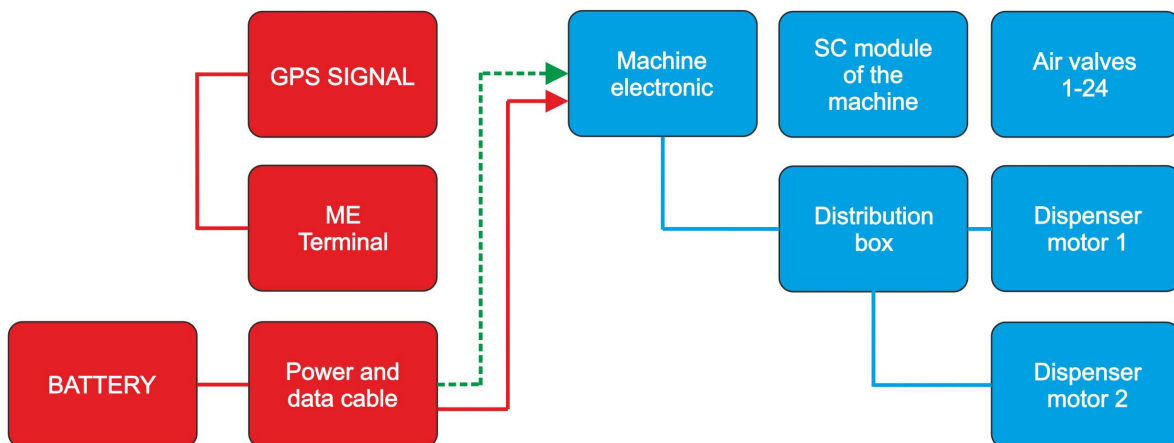 GPS SIGNAL
Machine
electronic
SC module
of the
machine
Air valves
1-24
ME
Terminal
Distribution
box
Dispenser
motor 1
BATTERY
Power and
data cable
Dispenser
motor 2